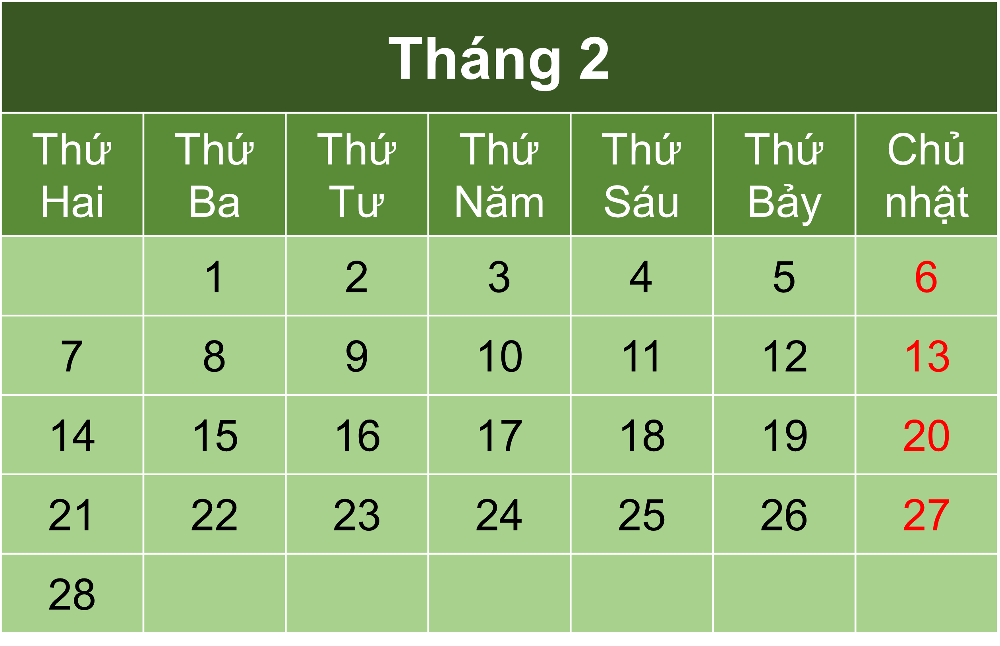 Tháng 2
Thứ Hai Thứ Ba Thứ Tư Thứ Năm Thứ Sáu Thứ Bảy Chủ nhật
1 2 3 4 5 6
7 8 9 10 11 12 13
14 15 16 17 18 19 20
21 22 23 24 25 26 27
28